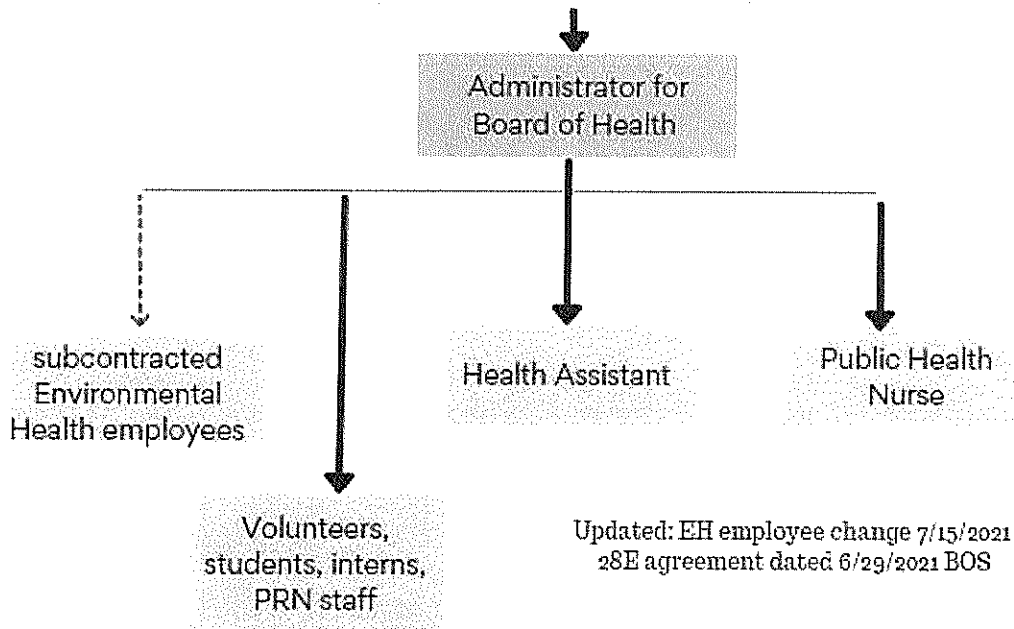 Administrator for
Board of Health
subcontracted
Environmental
Health employees
Health Assistant
Public Health
Nurse
Volunteers,
students, interns,
PRN staff
Updated: EH employee change 7/15/2021
28E agreement dated 6/29/2021 BOS